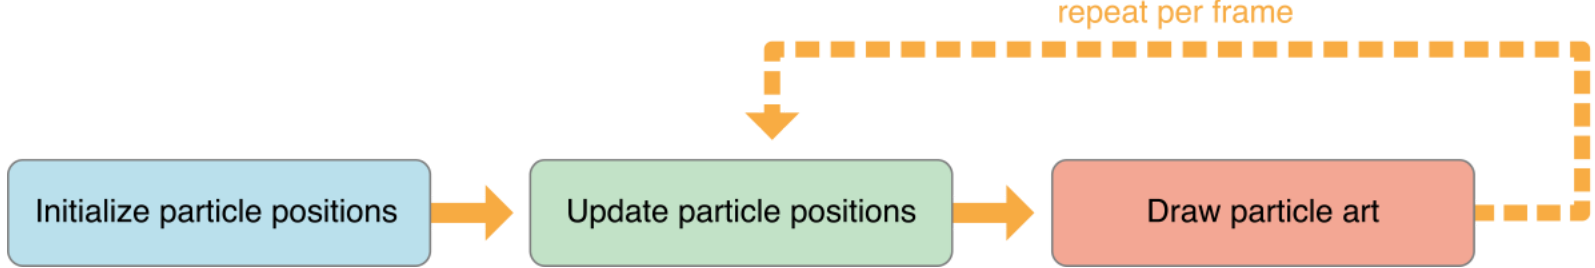 repeat per frame
Initialize particle positions
Update particle positions
Draw particle art